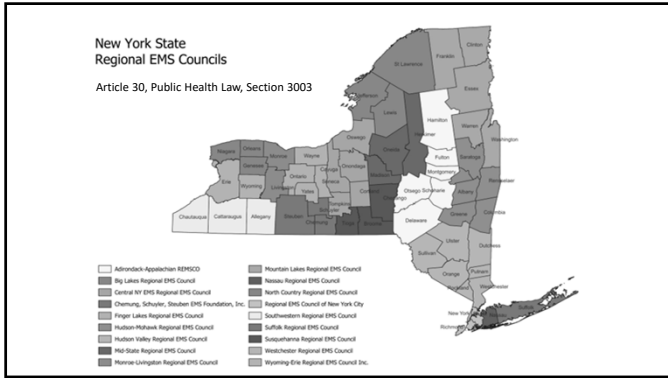 New York State
Regional EMS Councils
Article 30, Public Health Law, Section 3003
Clinton
Franklin
St Lawrence
Essex
Jefferson
Lewis
Hamilton
Herkimer
Warren
Washington
Oswego
Oneida
Fulton
Saratoga
Niagara
Orleans
Monroe
Wayne
Genesee
Onondaga
Madison
Montgomery
Cayuga
Ontario
Seneca
Erie
Wyoming
Livingston
Yates
Otsego
Schoharie
Albany
Rensselaer
Cortland
Chenango
Tompkins
Schuyler
Chautauqua
Cattaraugus
Allegany
Steuben
Chemung
Tioga
Broome
Delaware
Greene
Columbia
Ulster
Dutchess
Sullivan
Orange
Putnam
Rockland
Westchester
New York
Richmond
Nassau
Suffolk
Adirondack-Appalachian REMSCO
Big Lakes Regional EMS Council
Central NY EMS Regional Council
Chemung, Schuyler, Steuben EMS Foundation, Inc.
Finger Lakes Regional EMS Council
Hudson-Mohawk Regional EMS Council
Hudson Valley Regional EMS Council
Mid-State Regional EMS Council
Monroe-Livingston Regional EMS Council
Mountain Lakes Regional EMS Council
Nassau Regional EMS Council
North Country Regional EMS Council
Regional EMS Council of New York City
Southwestern Regional EMS Council
Suffolk Regional EMS Council
Susquehanna Regional EMS Council
Westchester Regional EMS Council
Wyoming-Erie Regional EMS Council Inc.